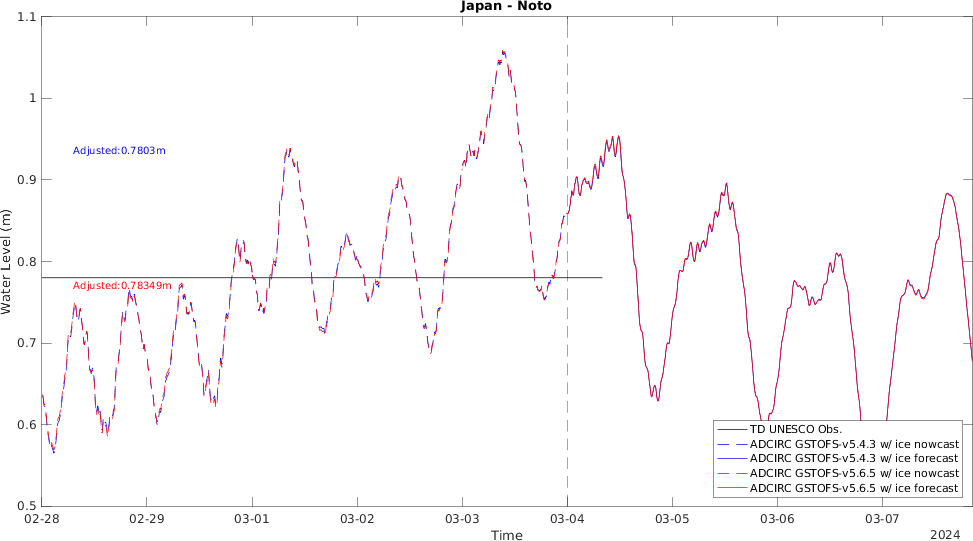 Japan - Noto
1.1
1
0.9
0.8
0.7
0.6
0.5
Water Level (m)
Adjusted:0.7803m
Adjusted:0.78349m
TD UNESCO Obs.
ADCIRC GSTOFS-v5.4.3 w/ ice nowcast
ADCIRC GSTOFS-v5.4.3 w/ ice forecast
ADCIRC GSTOFS-v5.6.5 w/ ice nowcast
ADCIRC GSTOFS-v5.6.5 w/ ice forecast
02-28 02-29 03-01 03-02 03-03 03-04 03-05 03-06 03-07
Time
2024